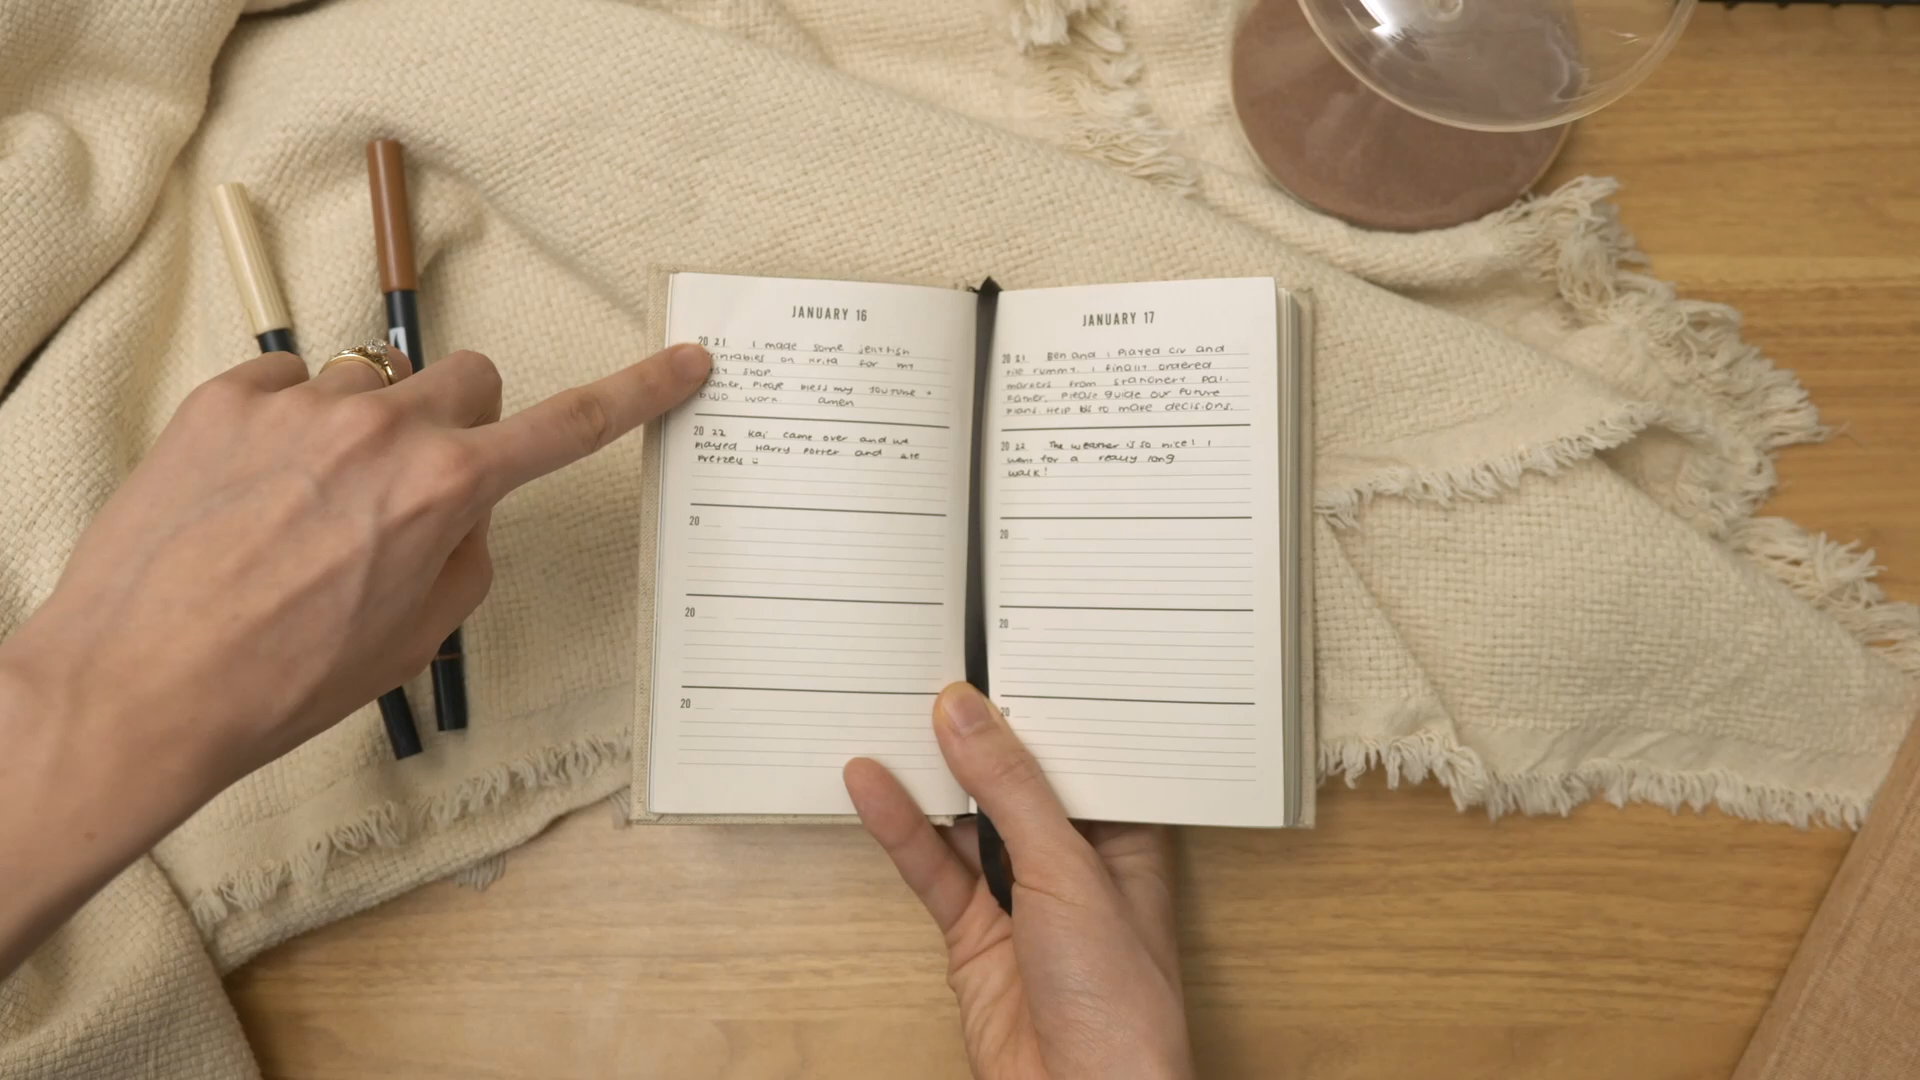 JANUARY 16
20 21 I made some jellyfish
printables on Krita for my
shop.
Father, please bless my YouTube +
bujo work. amen
20 22 Kai came over and we
played Harry Potter and ate
pretzels
20
20
20
JANUARY 17
20 21 Ben and I played Civ and
tile rummy. I finally ordered
markers from Stationery Pal.
Father, please guide our future
plans. Help us to make decisions.
20 22 The weather is so nice! I
went for a really long
walk!
20
20
20